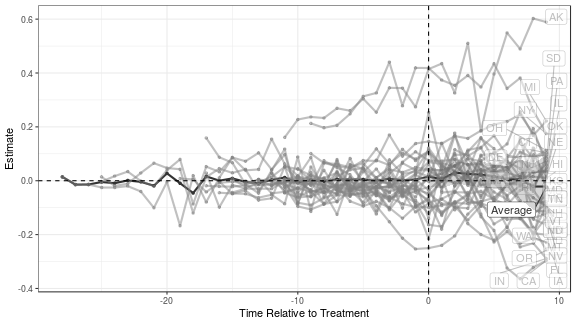 0.6
0.4
0.2
0.0
-0.2
-0.4
Estimate
-20
-10
0
10
Time Relative to Treatment
AK
SD
PA
MI
IL
NY
OH
OK
NE
HI
TN
Average
VT
WA
NV
OR
IN
CA
IA